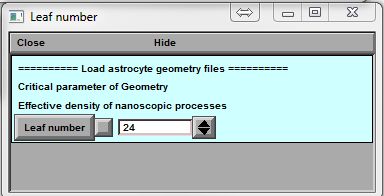 Leaf number
Close Hide
========== Load astrocyte geometry files ==========
Critical parameter of Geometry
Effective density of nanoscopic processes
Leaf number 24